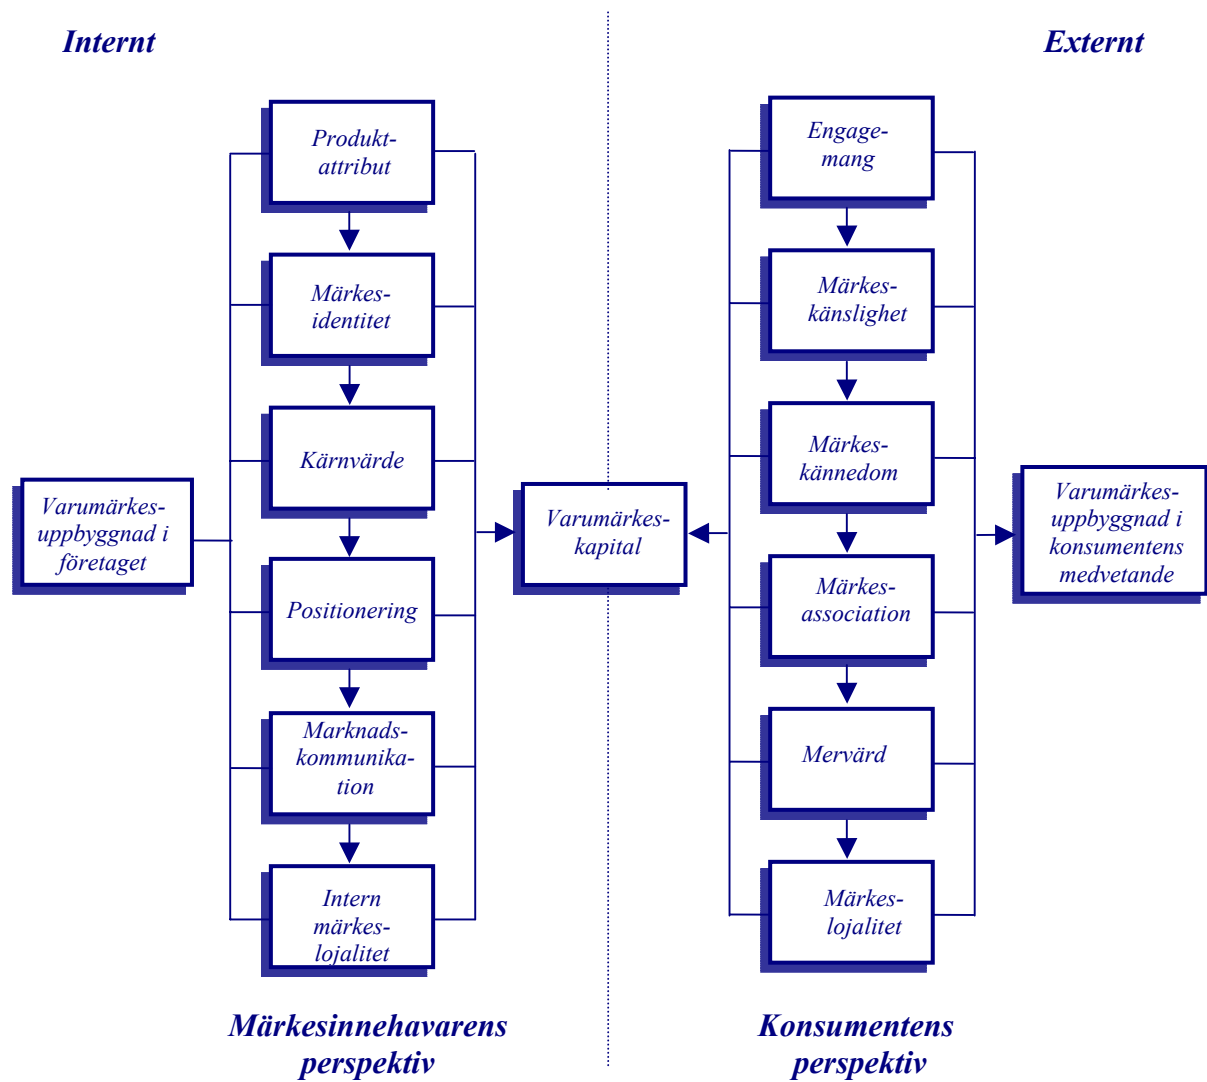 Internt
Externt
Produkt-
attribut
Märkes-
identitet
Kärnvärde
Positionering
Marknads-
kommunika-
tion
Intern
märkes-
lojalitet
Varumärkes-
uppbyggnad i
företaget
Varumärkes-
kapital
Engage-
mang
Märkes-
känslighet
Märkes-
kännedom
Märkes-
association
Mervärd
Märkes-
lojalitet
Varumärkes-
uppbyggnad i
konsumentens
medvetande
Märkesinnehavarens
perspektiv
Konsumentens
perspektiv